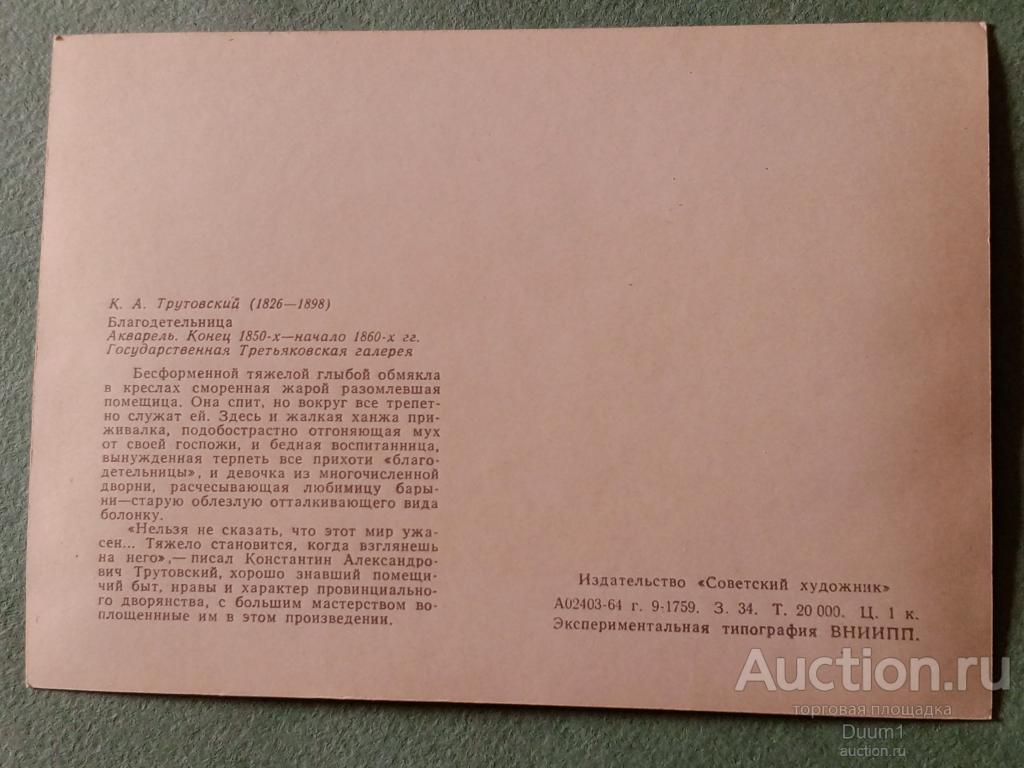 К. А. Трутовский (1826—1898)
Благодетельница
Акварель. Конец 1850-х—начало 1860-х гг.
Государственная Третьяковская галерея
Бесформенной тяжелой глыбой обмякла
в креслах сморенная жарой разомлевшая
помещица. Она спит, но вокруг все трепет-
но служат ей. Здесь и жалкая ханжа при-
живалка, подобострастно отгоняющая мух
от своей госпожи, и бедная воспитанница,
вынужденная терпеть все прихоти «благо-
детельницы», и девочка из многочисленной
дворни, расчесывающая любимицу бары-
ни—старую облезлую отталкивающего вида
болонку.
«Нельзя не сказать, что этот мир ужа-
сен... Тяжело становится, когда взглянешь
на него»,—писал Константин Александро-
вич Трутовский, хорошо знавший помещи-
чий быт, нравы и характер провинциально-
го дворянства, с большим мастерством во-
площенные им в этом произведении.
Издательство «Советский художник»
А02403-64 г. 9-1759. З. 34. Т. 20 000. Ц. 1 к.
Экспериментальная типография ВНИИПП.
Auction.ru
торговая площадка
Duum1
auction.ru